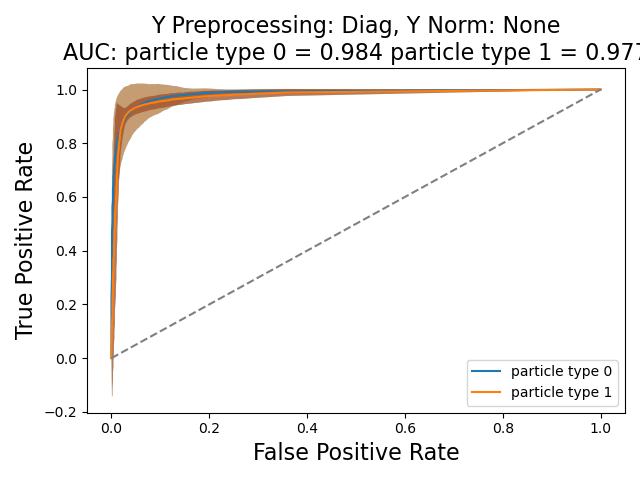 Y Preprocessing: Diag, Y Norm: None
AUC: particle type 0 = 0.984 particle type 1 = 0.977
1.0
0.8
0.6
0.4
0.2
0.0
−0.2
True Positive Rate
particle type 0
particle type 1
0.0 0.2 0.4 0.6 0.8 1.0
False Positive Rate